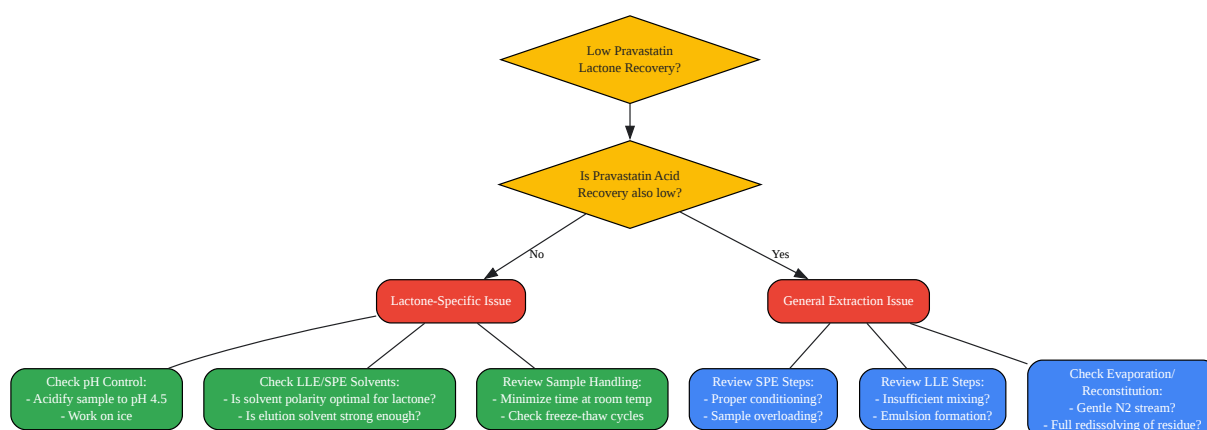 Low Pravastatin
Lactone Recovery?
Is Pravastatin Acid
Recovery also low?
No
Yes
Lactone-Specific Issue
General Extraction Issue
Check pH Control:
- Acidify sample to pH 4.5
- Work on ice
Check LLE/SPE Solvents:
- Is solvent polarity optimal for lactone?
- Is elution solvent strong enough?
Review Sample Handling:
- Minimize time at room temp
- Check freeze-thaw cycles
Review SPE Steps:
- Proper conditioning?
- Sample overloading?
Review LLE Steps:
- Insufficient mixing?
- Emulsion formation?
Check Evaporation/
Reconstitution:
- Gentle N2 stream?
- Full redissolving of residue?